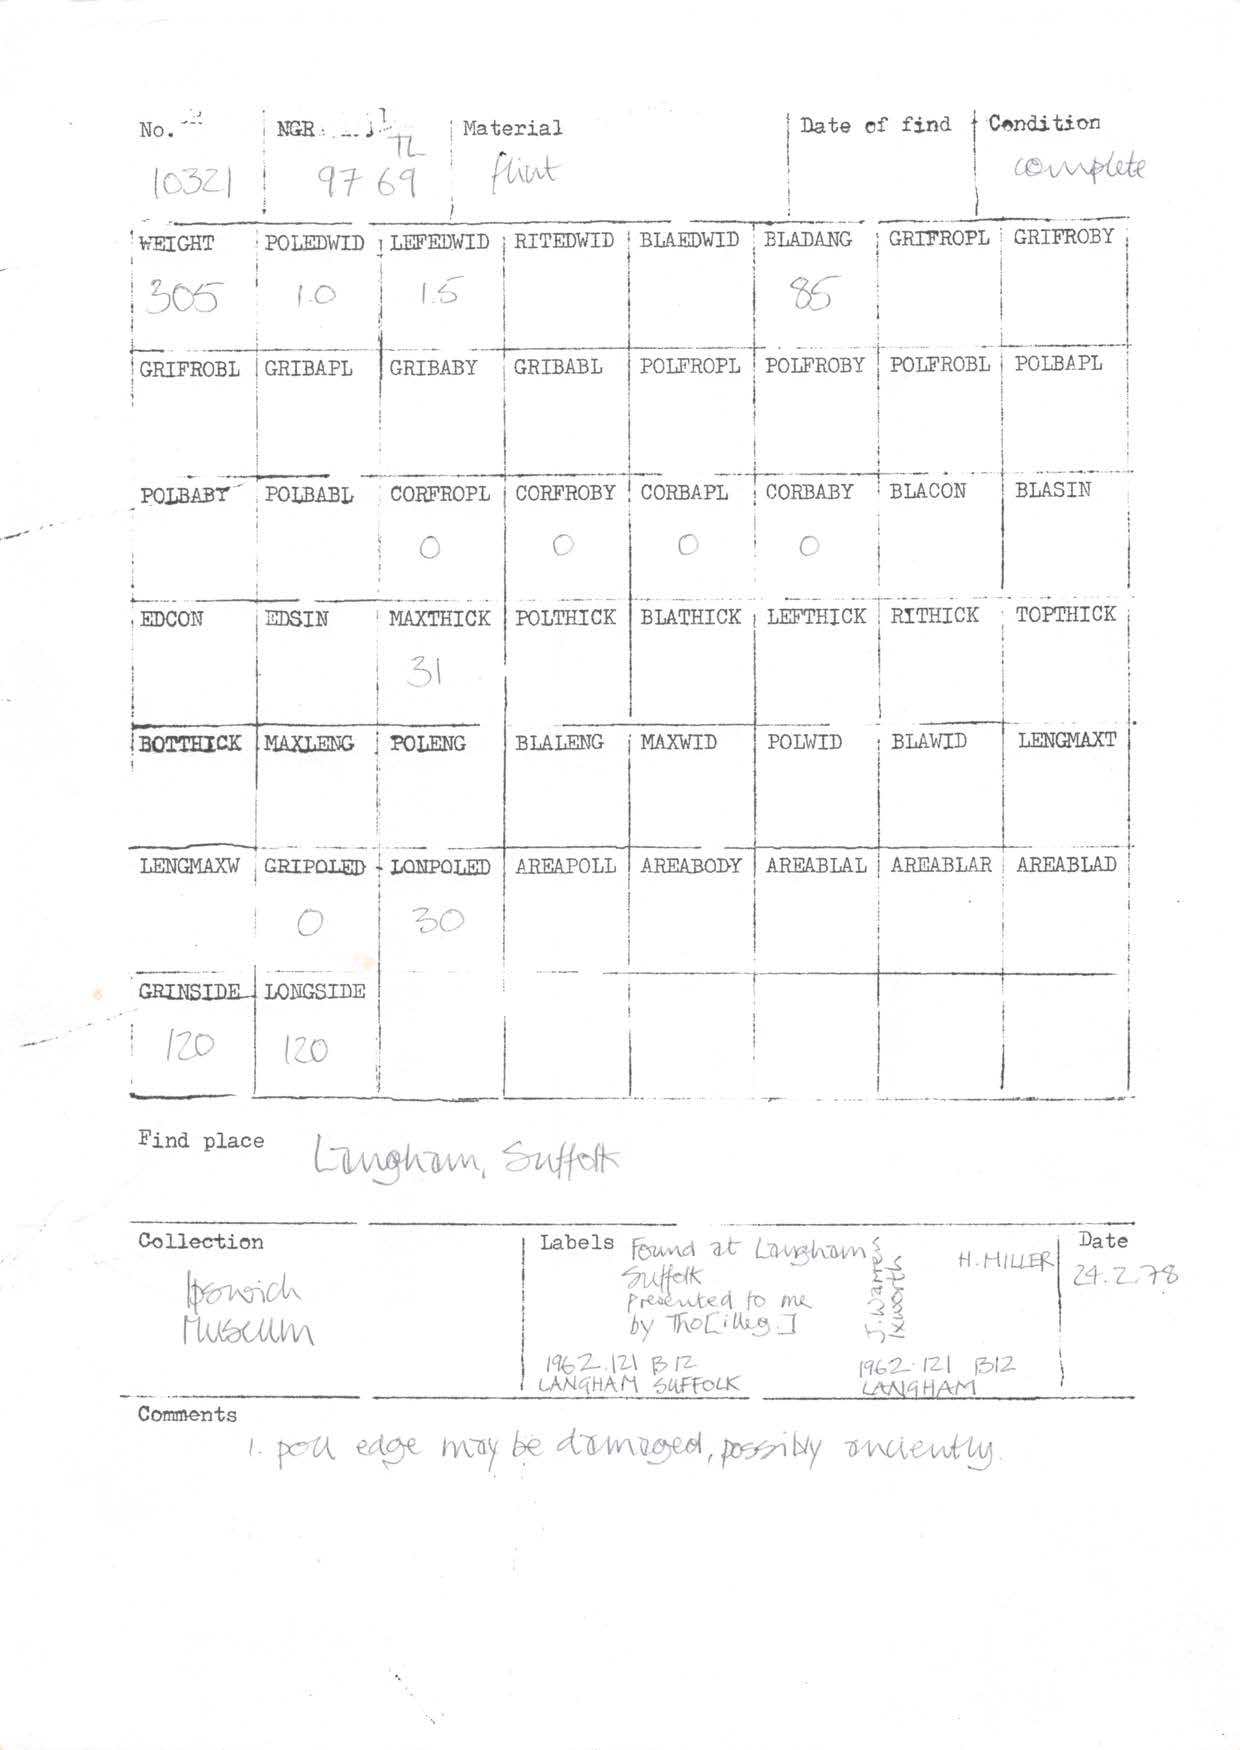 No. NGR Material Date of find Condition
10321 TL 97 69 flint complete
WEIGHT POLEDWID LEFEDWID RITEDWID BLAEDWID BLADANG GRIFROPL GRIFROBY
305 1.0 1.5 85
GRIFROBL GRIBAPL GRIBABY GRIBABL POLFROPL POLFROBY POLFROBL POLBAPL
POLBABY POLBABL CORFROPL CORFROBY CORBAPL CORBABY BLACON BLASIN
0 0 0 0
EDCON EDSIN MAXTHICK POLTHICK BLATHICK LEFTHICK RITHICK TOPTHICK
31
BOTTHICK MAXLENG POLENG BLALENG MAXWID POLWID BLAWID LENGMAXT
LENGMAXW GRIPOLED LONPOLED AREAPOLL AREABODY AREABLAL AREABLAR AREABLAD
0 30
GRINSIDE LONGSIDE
120 120
Find place Langham, Suffolk
Collection
Ipswich
Museum
Labels Found at Langham
Suffolk
presented to me
by Tho[illeg.]
J. Warren
Ixworth
H. MILLER
1962.121 B12
LANGHAM SUFFOLK
1962.121 B12
LANGHAM
Date
24.2.78
Comments
1. poll edge may be damaged, possibly anciently.